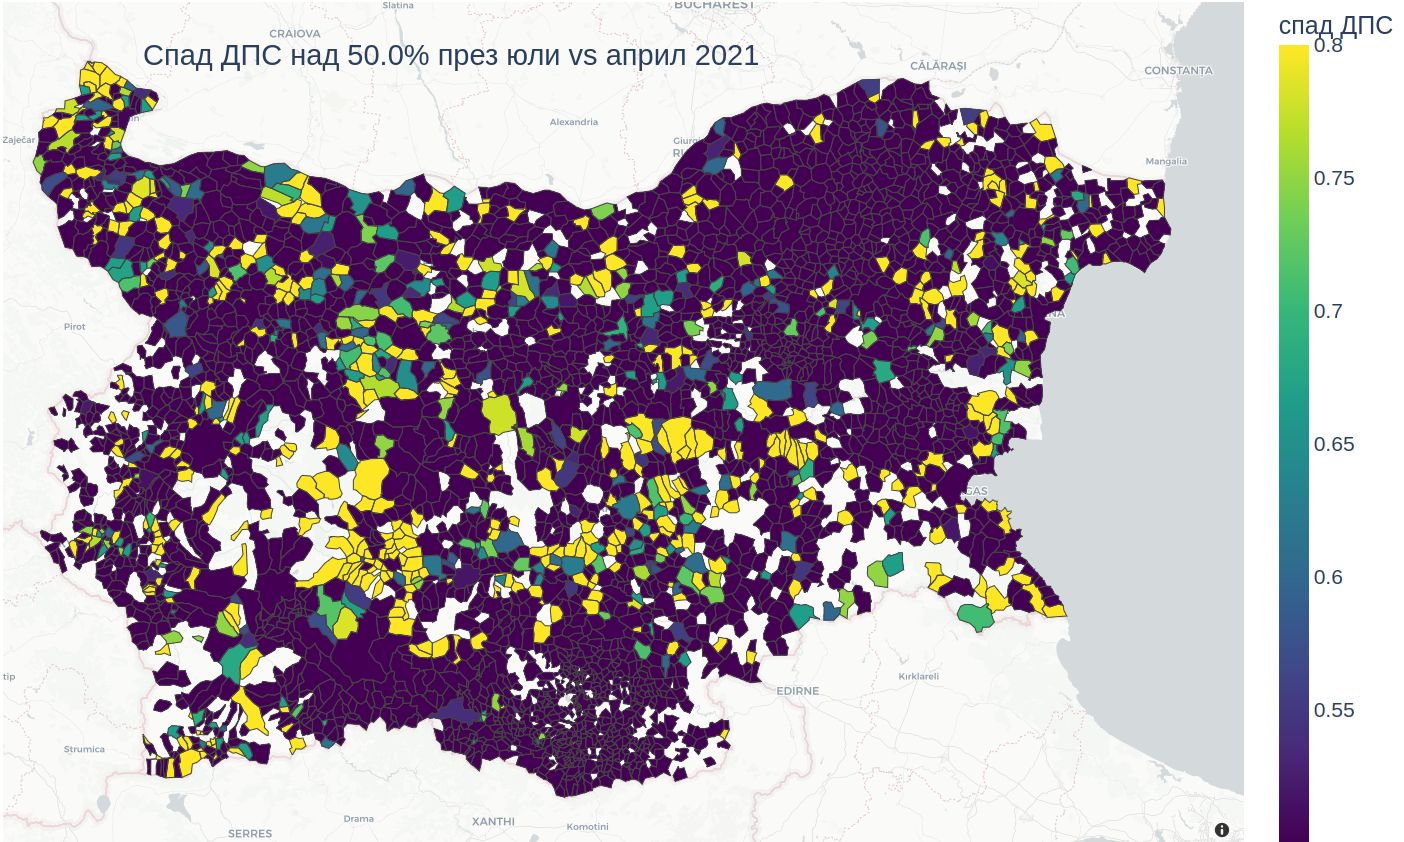 Slatina
BUCHAREST
CRAIOVA
спад ДПС
Спад ДПС над 50.0% през юли vs април 2021
0.8
CĂLĂRAȘI
CONSTANȚA
Alexandria
Zaječar
Giurgi
Mangalia
0.75
0.7
Pirot
0.65
GAS
0.6
tip
Kırklareli
EDIRNE
0.55
Strumica
Drama
XANTHI
Komotini
SERRES